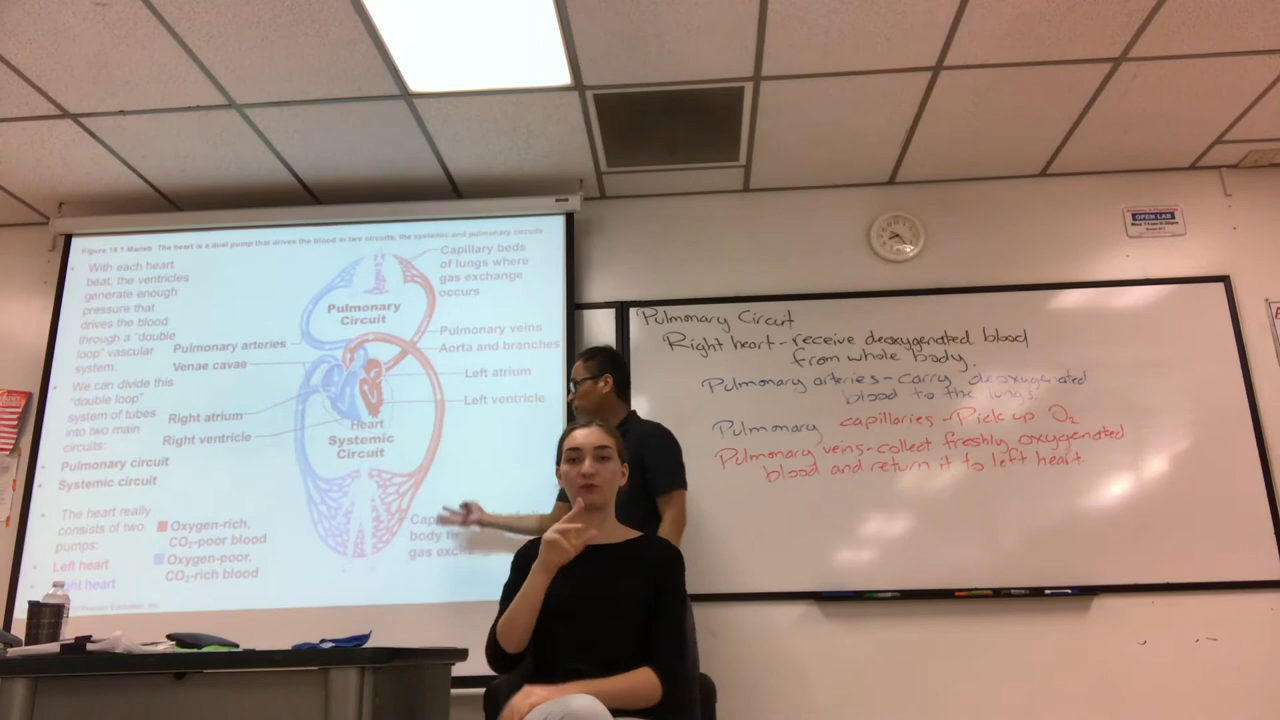 Figure 18.1 Marieb The heart is a dual pump that drives the blood in two circuits, the systemic and pulmonary circuits
• With each heart
beat, the ventricles
generate enough
pressure that
drives the blood
through a "double
loop" vascular
system.
• We can divide this
"double loop"
system of tubes
into two main
circuits:
• Pulmonary circuit
• Systemic circuit
• The heart really
consists of two
pumps:
• Left heart
ht heart
Capillary beds
of lungs where
gas exchange
occurs
Pulmonary
Circuit
Pulmonary veins
Pulmonary arteries
Aorta and branches
Venae cavae
Left atrium
Left ventricle
Right atrium
Right ventricle
Heart
Systemic
Circuit
Oxygen-rich,
CO₂-poor blood
Oxygen-poor,
CO₂-rich blood
Cap
body
gas exc
OPEN LAB
Pulmonary Circuit
Right heart - receive deoxygenated blood
from whole body.
Pulmonary arteries - carry deoxygenated
blood to the lungs.
Pulmonary capillaries - Pick up O₂
Pulmonary veins - collect freshly oxygenated
blood and return it to left heart.